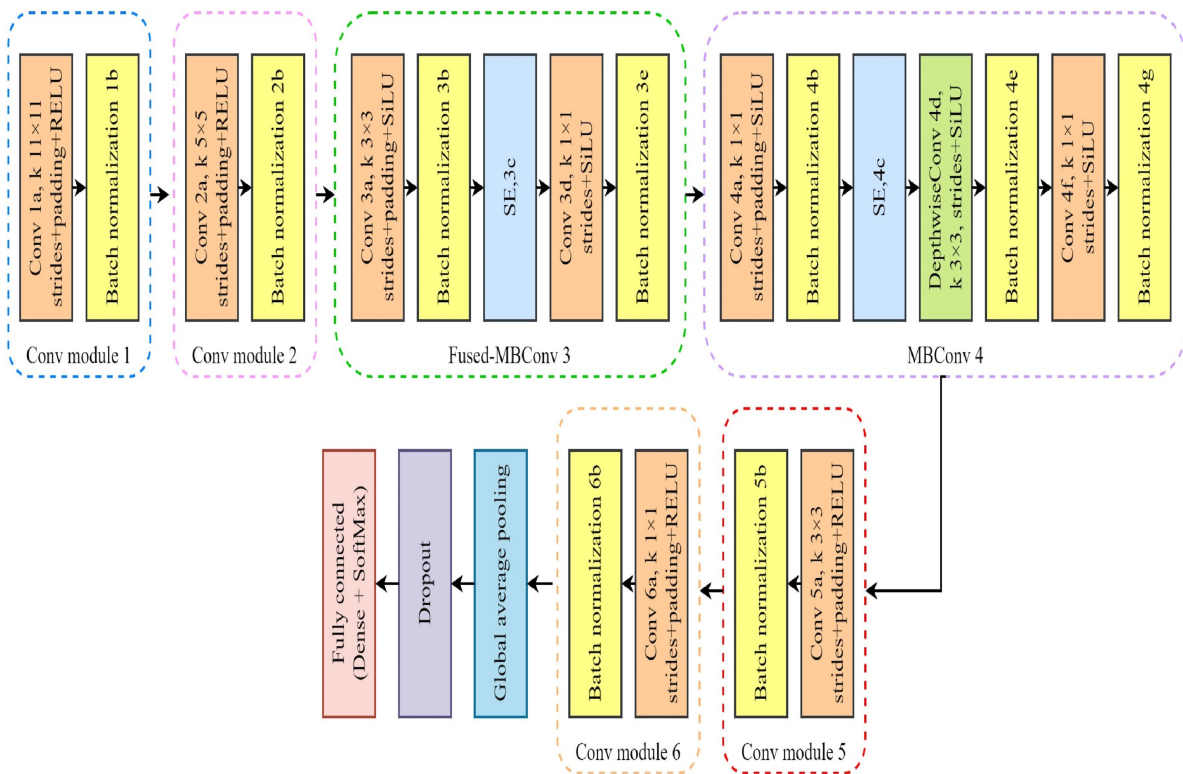 Conv 1a, k 11×11
strides+padding+RELU
Batch normalization 1b
Conv module 1
Conv 2a, k 5×5
strides+padding+RELU
Batch normalization 2b
Conv module 2
Conv 3a, k 3×3
strides+padding+SiLU
Batch normalization 3b
SE,3c
Conv 3d, k 1×1
strides+SiLU
Batch normalization 3e
Fused-MBConv 3
Conv 4a, k 1×1
strides+padding+SiLU
Batch normalization 4b
SE,4c
DepthwiseConv 4d,
k 3×3, strides+SiLU
Batch normalization 4e
Conv 4f, k 1×1
strides+SiLU
Batch normalization 4g
MBConv 4
Conv 5a, k 3×3
strides+padding+RELU
Batch normalization 5b
Conv module 5
Conv 6a, k 1×1
strides+padding+RELU
Batch normalization 6b
Conv module 6
Global average pooling
Dropout
Fully connected
(Dense + SoftMax)